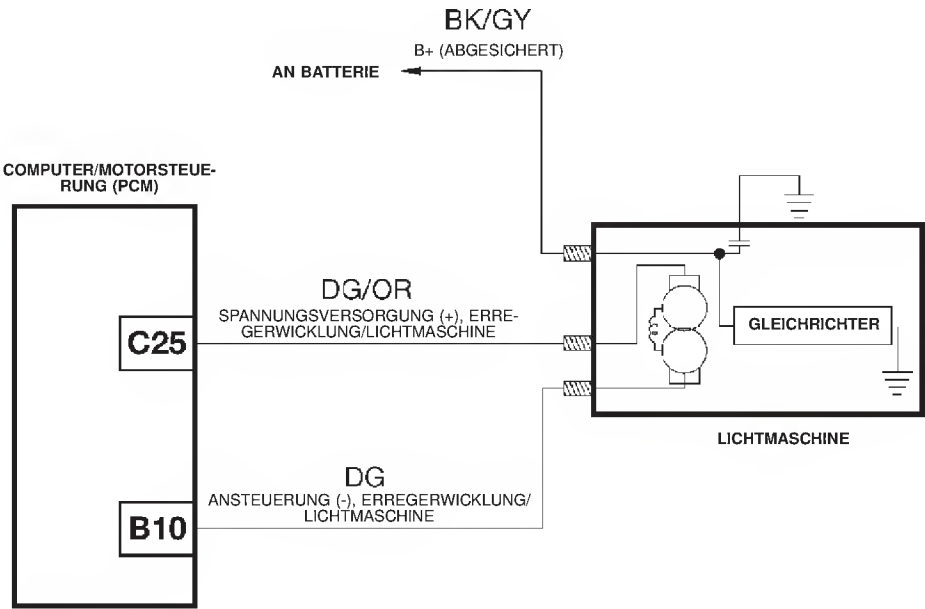 BK/GY
B+ (ABGESICHERT)
AN BATTERIE
COMPUTER/MOTORSTEUE-
RUNG (PCM)
DG/OR
SPANNUNGSVERSORGUNG (+), ERRE-
GERWICKLUNG/LICHTMASCHINE
C25
GLEICHRICHTER
LICHTMASCHINE
DG
ANSTEUERUNG (-), ERREGERWICKLUNG/
LICHTMASCHINE
B10